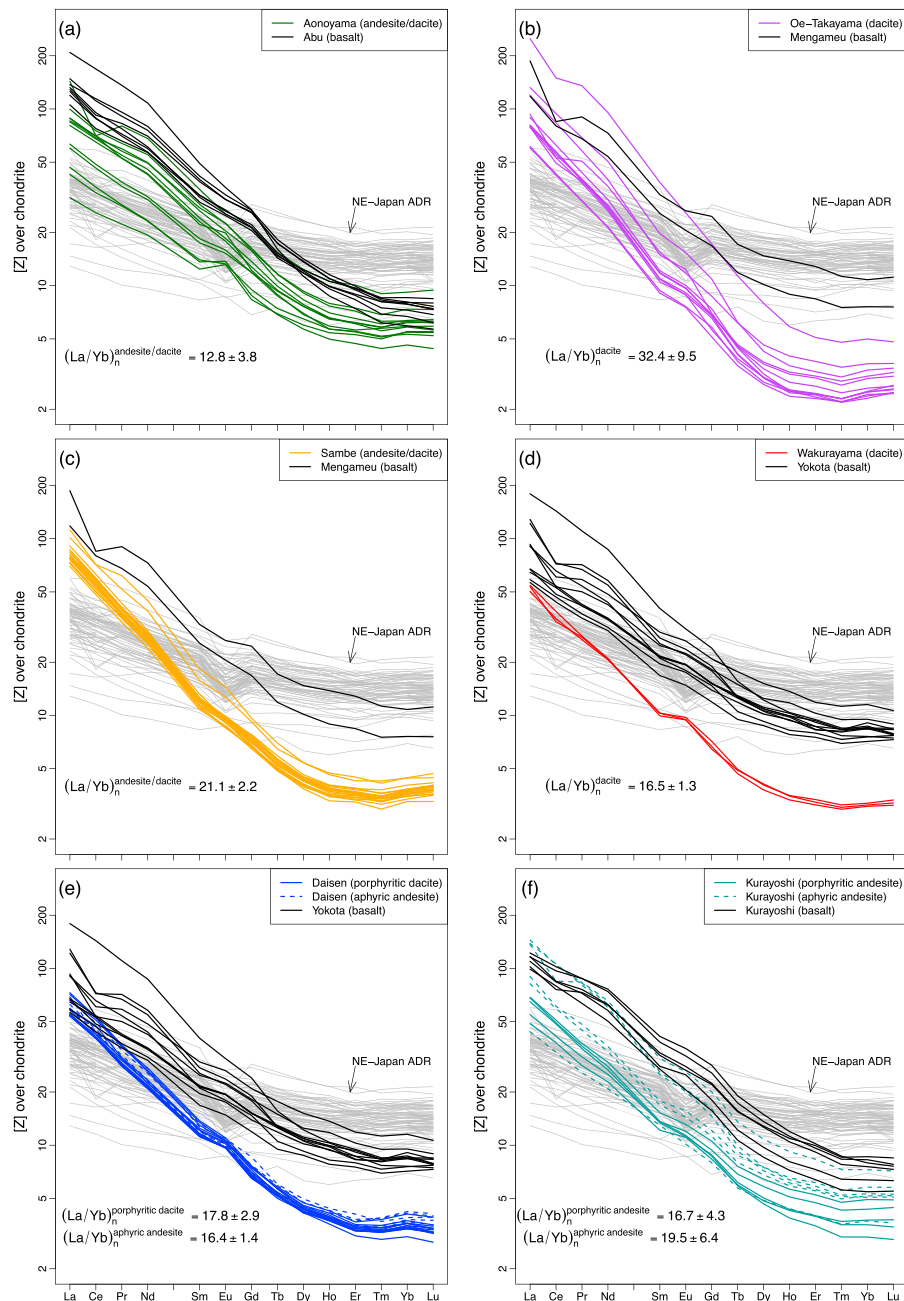 (a)
Aonoyama (andesite/dacite)
Abu (basalt)
[Z] over chondrite
200
100
50
20
10
5
2
NE−Japan ADR
(La/Yb)n andesite/dacite = 12.8 ± 3.8
(b)
Oe−Takayama (dacite)
Mengameu (basalt)
[Z] over chondrite
200
100
50
20
10
5
2
NE−Japan ADR
(La/Yb)n dacite = 32.4 ± 9.5
(c)
Sambe (andesite/dacite)
Mengameu (basalt)
[Z] over chondrite
200
100
50
20
10
5
2
NE−Japan ADR
(La/Yb)n andesite/dacite = 21.1 ± 2.2
(d)
Wakurayama (dacite)
Yokota (basalt)
[Z] over chondrite
200
100
50
20
10
5
2
NE−Japan ADR
(La/Yb)n dacite = 16.5 ± 1.3
(e)
Daisen (porphyritic dacite)
Daisen (aphyric andesite)
Yokota (basalt)
[Z] over chondrite
200
100
50
20
10
5
2
NE−Japan ADR
(La/Yb)n porphyritic dacite = 17.8 ± 2.9
(La/Yb)n aphyric andesite = 16.4 ± 1.4
La Ce Pr Nd Sm Eu Gd Tb Dy Ho Er Tm Yb Lu
(f)
Kurayoshi (porphyritic andesite)
Kurayoshi (aphyric andesite)
Kurayoshi (basalt)
[Z] over chondrite
200
100
50
20
10
5
2
NE−Japan ADR
(La/Yb)n porphyritic andesite = 16.7 ± 4.3
(La/Yb)n aphyric andesite = 19.5 ± 6.4
La Ce Pr Nd Sm Eu Gd Tb Dy Ho Er Tm Yb Lu